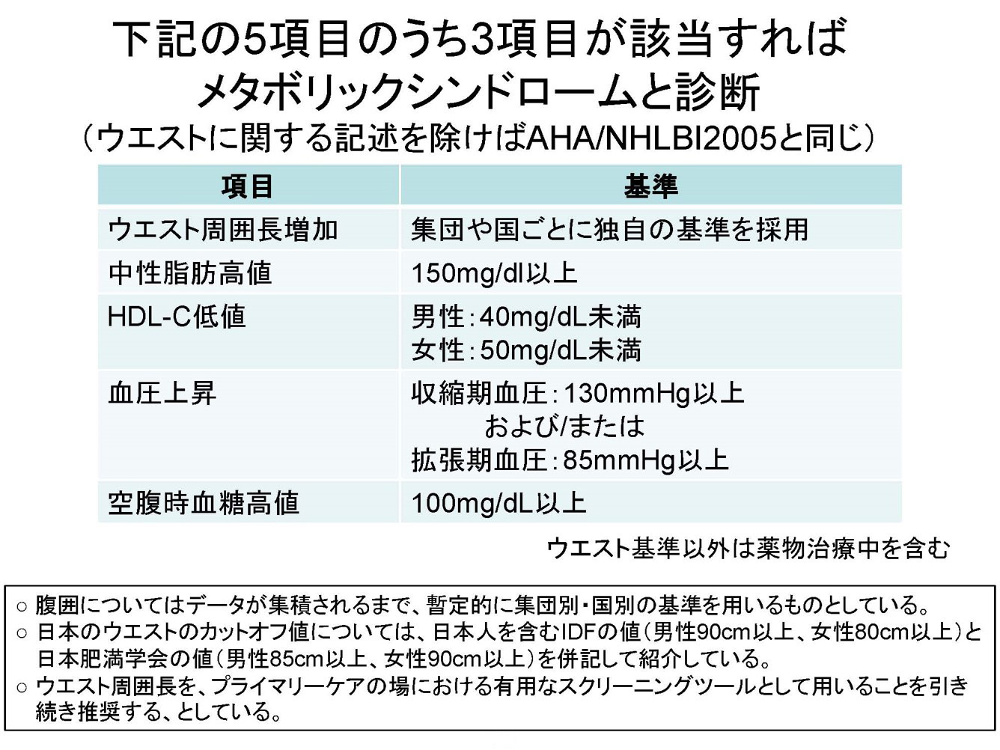 下記の5項目のうち3項目が該当すれば
メタボリックシンドロームと診断
（ウエストに関する記述を除けばAHA/NHLBI2005と同じ）
項目 基準
ウエスト周囲長増加 集団や国ごとに独自の基準を採用
中性脂肪高値 150mg/dl以上
HDL-C低値 男性：40mg/dL未満
女性：50mg/dL未満
血圧上昇 収縮期血圧：130mmHg以上
および/または
拡張期血圧：85mmHg以上
空腹時血糖高値 100mg/dL以上
ウエスト基準以外は薬物治療中を含む
○ 腹囲についてはデータが集積されるまで、暫定的に集団別・国別の基準を用いるものとしている。
○ 日本のウエストのカットオフ値については、日本人を含むIDFの値（男性90cm以上、女性80cm以上）と
日本肥満学会の値（男性85cm以上、女性90cm以上）を併記して紹介している。
○ ウエスト周囲長を、プライマリーケアの場における有用なスクリーニングツールとして用いることを引き
続き推奨する、としている。